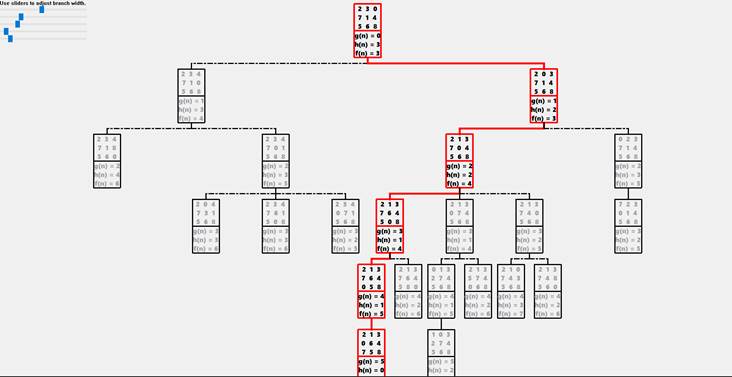 Use sliders to adjust branch width.
2 3 0
7 1 4
5 6 8
g(n) = 0
h(n) = 3
f(n) = 3
2 3 4
7 1 0
5 6 8
g(n) = 1
h(n) = 3
f(n) = 4
2 0 3
7 1 4
5 6 8
g(n) = 1
h(n) = 2
f(n) = 3
2 3 4
7 1 8
5 6 0
g(n) = 2
h(n) = 4
f(n) = 6
2 3 4
7 0 1
5 6 8
g(n) = 2
h(n) = 3
f(n) = 5
2 1 3
7 0 4
5 6 8
g(n) = 2
h(n) = 2
f(n) = 4
0 2 3
7 1 4
5 6 8
g(n) = 2
h(n) = 3
f(n) = 5
2 0 4
7 3 1
5 6 8
g(n) = 3
h(n) = 3
f(n) = 6
2 3 4
7 6 1
5 0 8
g(n) = 3
h(n) = 2
f(n) = 5
2 3 4
0 7 1
5 6 8
g(n) = 3
h(n) = 2
f(n) = 5
2 1 3
7 6 4
5 0 8
g(n) = 3
h(n) = 1
f(n) = 4
2 1 3
0 7 4
5 6 8
g(n) = 3
h(n) = 1
f(n) = 4
2 1 3
7 4 0
5 6 8
g(n) = 3
h(n) = 2
f(n) = 5
7 2 3
0 1 4
5 6 8
g(n) = 3
h(n) = 2
f(n) = 5
2 1 3
7 6 4
0 5 8
g(n) = 4
h(n) = 1
f(n) = 5
2 1 3
7 6 4
5 8 0
g(n) = 4
h(n) = 2
f(n) = 6
0 1 3
2 7 4
5 6 8
g(n) = 4
h(n) = 1
f(n) = 5
2 1 3
5 7 4
0 6 8
g(n) = 4
h(n) = 2
f(n) = 6
2 1 0
7 4 3
5 6 8
g(n) = 4
h(n) = 3
f(n) = 7
2 1 3
7 4 8
5 6 0
g(n) = 4
h(n) = 2
f(n) = 6
2 1 3
0 6 4
7 5 8
g(n) = 5
h(n) = 0
1 0 3
2 7 4
5 6 8
g(n) = 5
h(n) = 2